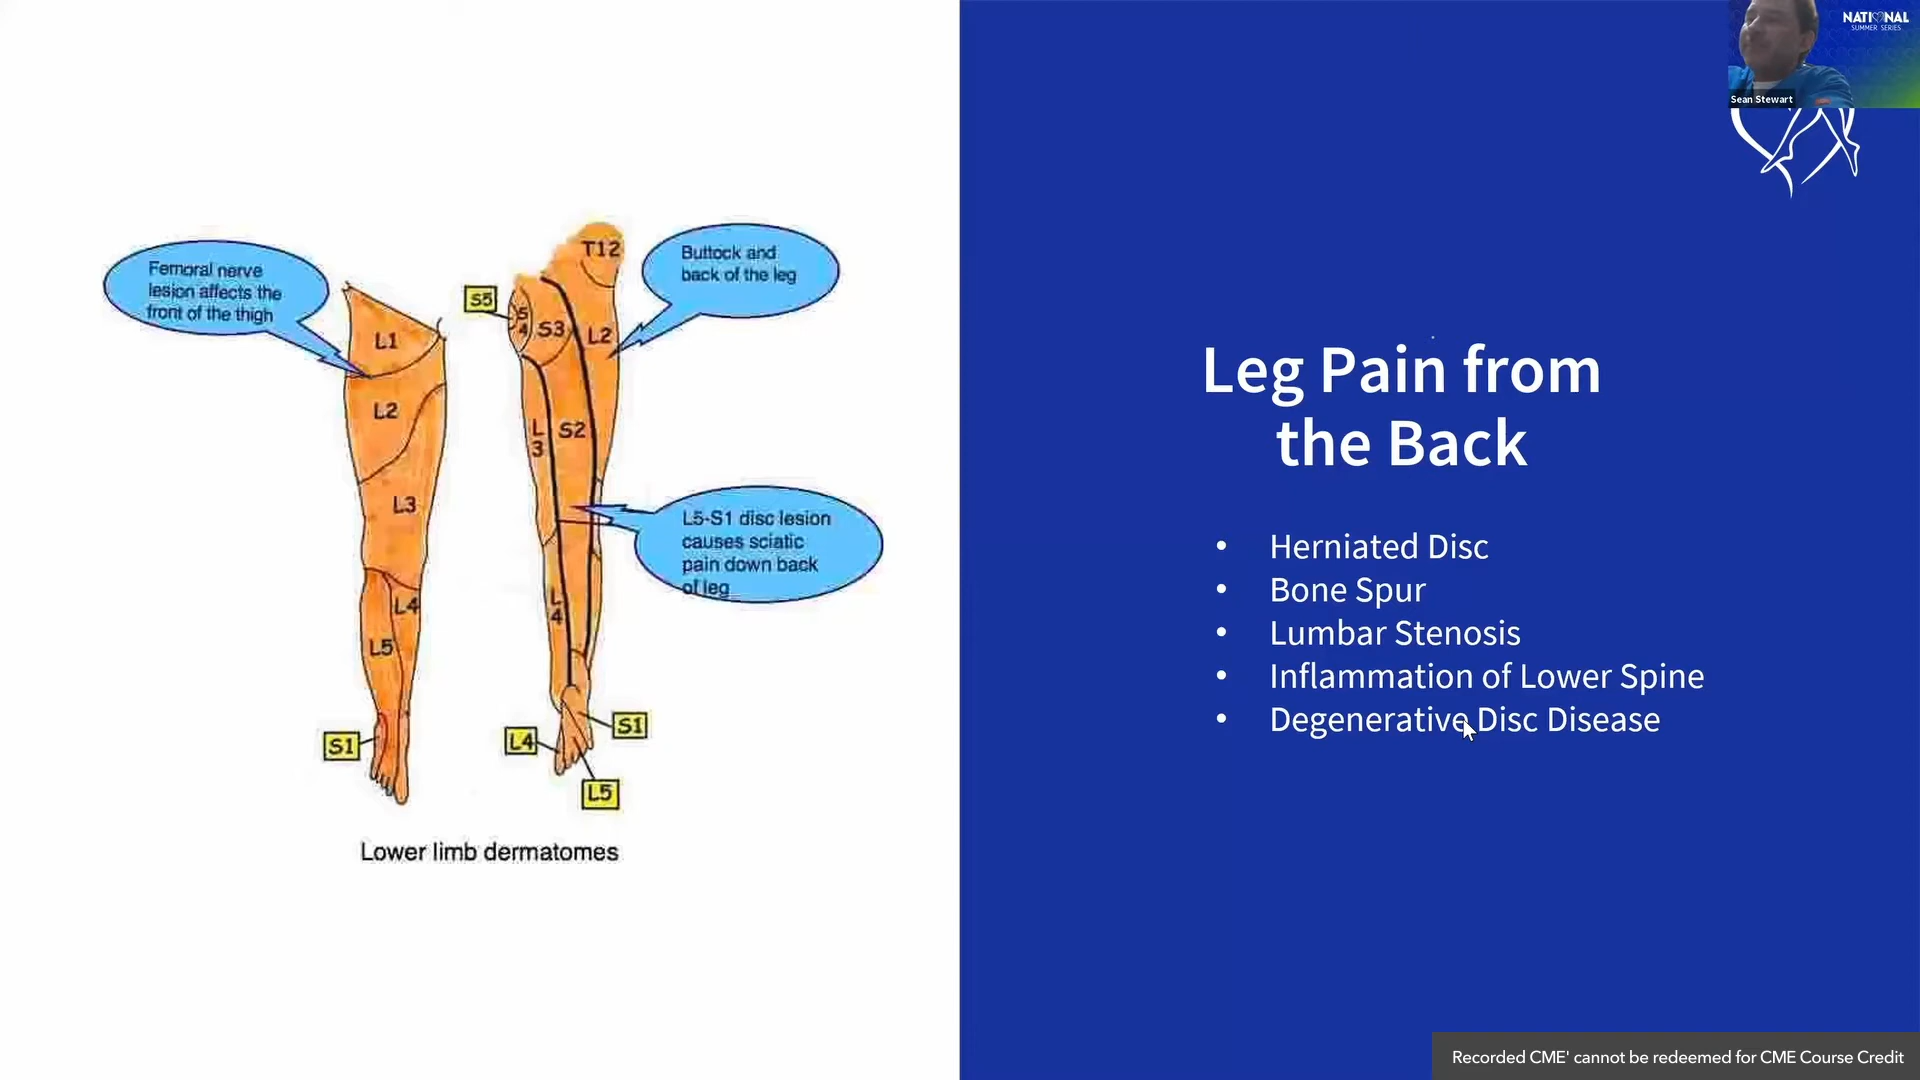 NATIONAL
SUMMER SERIES
Sean Stewart
Femoral nerve
lesion affects the
front of the thigh
Buttock and
back of the leg
L5-S1 disc lesion
causes sciatic
pain down back
of leg
L1
L2
L3
L4
L5
S1
T12
S5
S
4
S3
L2
L
3
S2
L
4
S1
L4
L5
Lower limb dermatomes
Leg Pain from
the Back
• Herniated Disc
• Bone Spur
• Lumbar Stenosis
• Inflammation of Lower Spine
• Degenerative Disc Disease
Recorded CME' cannot be redeemed for CME Course Credit